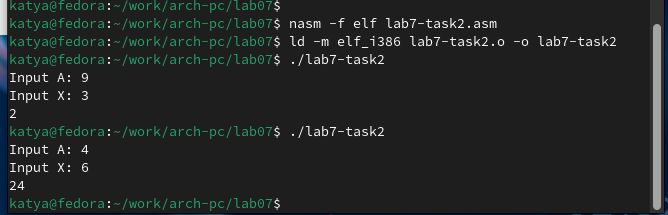 katya@fedora:~/work/arch-pc/lab07$
katya@fedora:~/work/arch-pc/lab07$ nasm -f elf lab7-task2.asm
katya@fedora:~/work/arch-pc/lab07$ ld -m elf_i386 lab7-task2.o -o lab7-task2
katya@fedora:~/work/arch-pc/lab07$ ./lab7-task2
Input A: 9
Input X: 3
2
katya@fedora:~/work/arch-pc/lab07$ ./lab7-task2
Input A: 4
Input X: 6
24
katya@fedora:~/work/arch-pc/lab07$